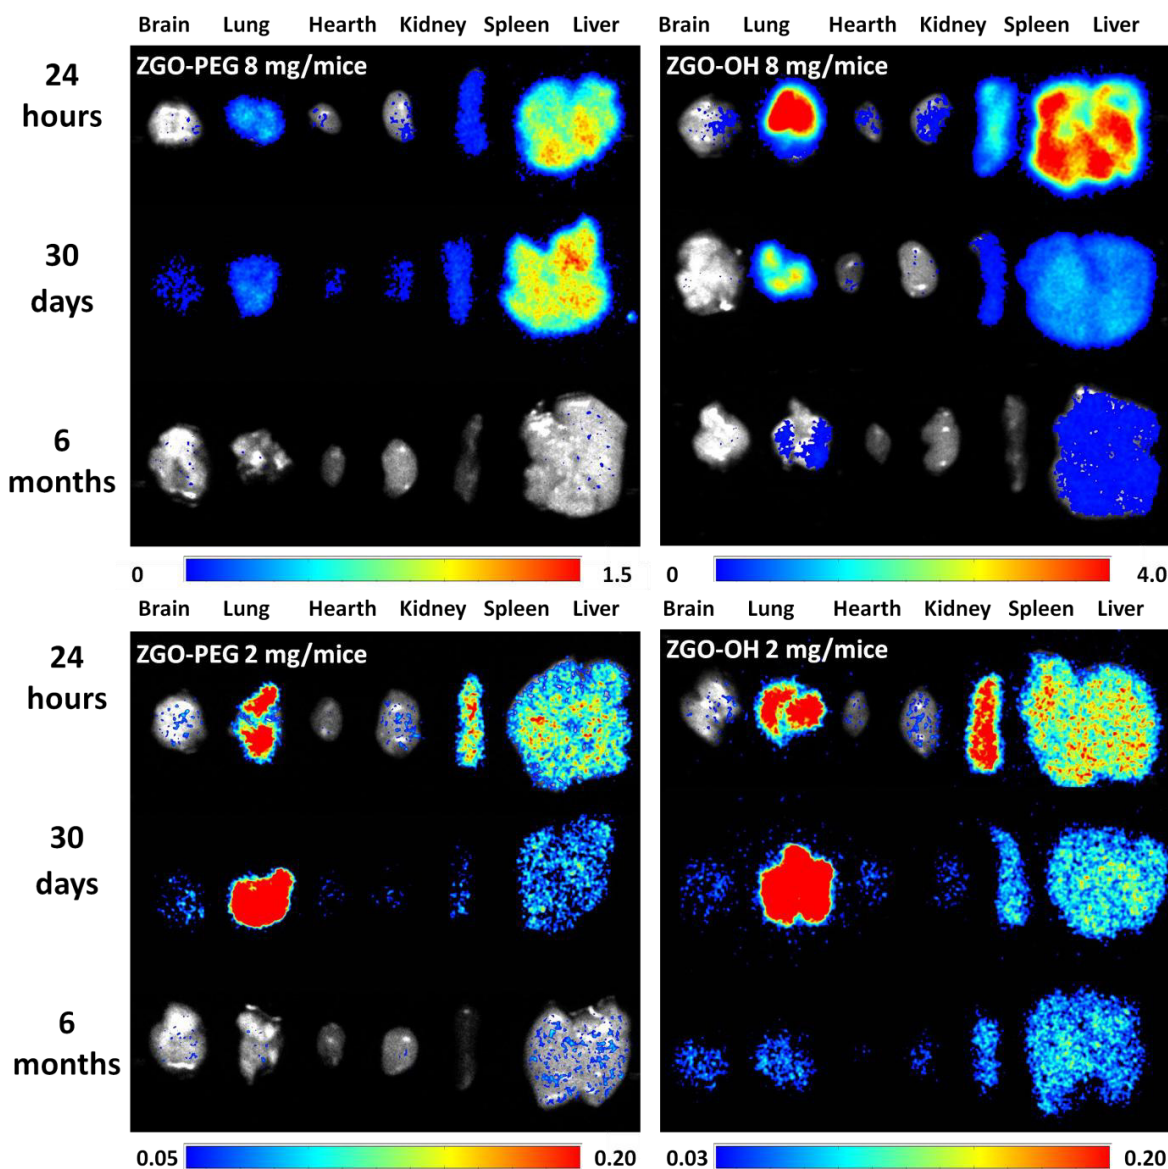 Brain Lung Hearth Kidney Spleen Liver Brain Lung Hearth Kidney Spleen Liver
ZGO-PEG 8 mg/mice ZGO-OH 8 mg/mice
24
hours
30
days
6
months
0 1.5 0 4.0
Brain Lung Hearth Kidney Spleen Liver Brain Lung Hearth Kidney Spleen Liver
ZGO-PEG 2 mg/mice ZGO-OH 2 mg/mice
24
hours
30
days
6
months
0.05 0.20 0.03 0.20